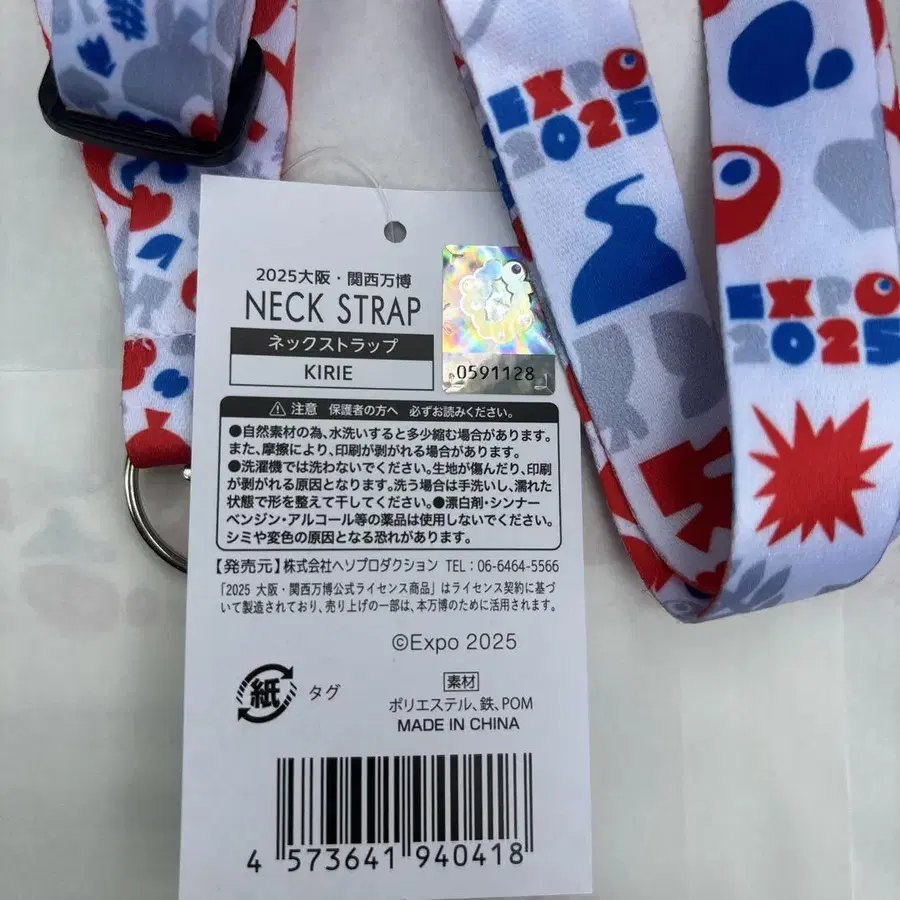 EXPO
2025
EXPO
2025
2025大阪・関西万博
NECK STRAP
ネックストラップ
KIRIE
0591128
注意 保護者の方へ 必ずお読みください。
●自然素材の為、水洗いすると多少縮む場合があります。
また、摩擦により、印刷が剥がれる場合があります。
●洗濯機では洗わないでください。生地が傷んだり、印刷
が剥がれる原因となります。洗う場合は手洗いし、濡れた
状態で形を整えて干してください。●漂白剤・シンナー
ベンジン・アルコール等の薬品は使用しないでください。
シミや変色の原因となる恐れがあります。
【発売元】株式会社ヘソプロダクション TEL：06-6464-5566
「2025 大阪・関西万博公式ライセンス商品」はライセンス契約に基づ
いて製造されており、売り上げの一部は、本万博のために活用されます。
©Expo 2025
紙 タグ
素材
ポリエステル、鉄、POM
MADE IN CHINA
4 573641 940418